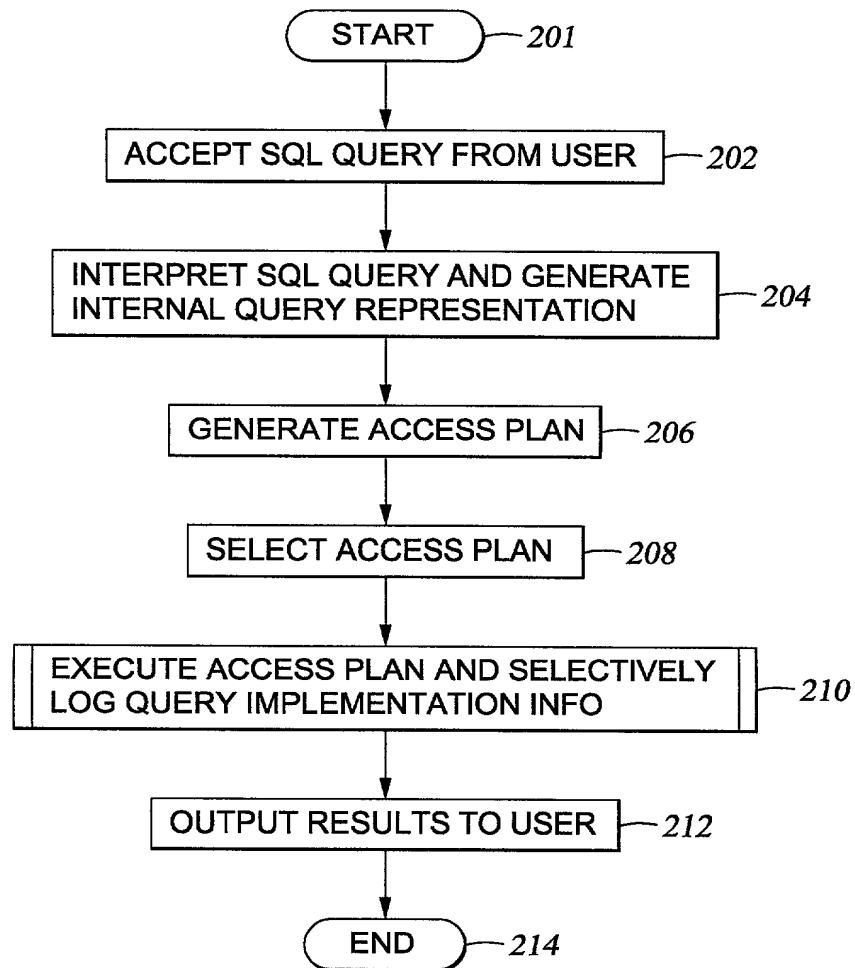 START
201
ACCEPT SQL QUERY FROM USER
202
INTERPRET SQL QUERY AND GENERATE
INTERNAL QUERY REPRESENTATION
204
GENERATE ACCESS PLAN
206
SELECT ACCESS PLAN
208
EXECUTE ACCESS PLAN AND SELECTIVELY
LOG QUERY IMPLEMENTATION INFO
210
OUTPUT RESULTS TO USER
212
END
214